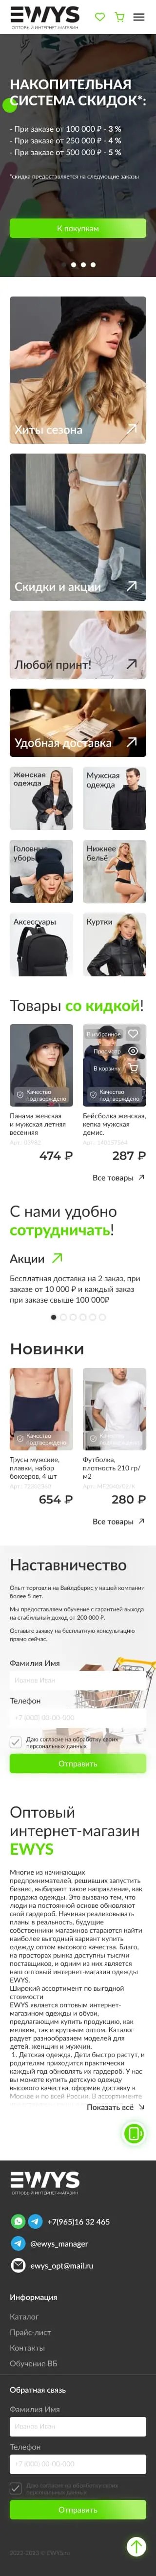 EWYS
ОПТОВЫЙ ИНТЕРНЕТ-МАГАЗИН
НАКОПИТЕЛЬНАЯ
СИСТЕМА СКИДОК*:
- При заказе от 100 000 ₽ - 3 %
- При заказе от 250 000 ₽ - 4 %
- При заказе от 500 000 ₽ - 5 %
*скидка предоставляется на следующие заказы
К покупкам
Хиты сезона
Скидки и акции
Любой принт!
Удобная доставка
Женская
одежда
Мужская
одежда
Головные
уборы
Нижнее
бельё
Аксессуары
Куртки
Товары со кидкой!
В избранное
Просмотр
В корзину
Качество
подтверждено
Качество
подтверждено
Панама женская
и мужская летняя
весенняя
474 ₽
Бейсболка женская,
кепка мужская
демис.
287 ₽
Все товары
С нами удобно
сотрудничать!
Акции
Бесплатная доставка на 2 заказ, при
заказе от 10 000 ₽ и каждый заказ
при заказе свыше 100 000₽
Новинки
Качество
подтверждено
Качество
подтверждено
Трусы мужские,
плавки, набор
боксеров, 4 шт
654 ₽
Футболка,
плотность 210 гр/
м2
280 ₽
Все товары
Наставничество
Опыт торговли на Вайлдберис у нашей компании
более 5 лет.
Мы предоставляем обучение с гарантией выхода
на стабильный доход от 200 000 ₽.
Оставьте заявку на бесплатную консультацию
прямо сейчас.
Фамилия Имя
Иванов Иван
Телефон
+7 (000) 00-00-000
Даю согласие на обработку своих
персональных данных
Отправить
Оптовый
интернет-магазин
EWYS
Многие из начинающих
предпринимателей, решивших запустить
бизнес, выбирают такое направление, как
продажа одежды. Это вызвано тем, что
люди на постоянной основе обновляют
свой гардероб. Начиная реализовывать
планы в реальность, будущие
собственники магазинов стараются найти
наиболее выгодный вариант купить
одежду оптом высокого качества. Благо,
на просторах рынка доступны тысячи
поставщиков, и одним из них является
наш оптовый интернет-магазин одежды
EWYS.
Широкий ассортимент по выгодной
стоимости
EWYS является оптовым интернет-
магазином одежды и обуви,
предлагающим купить продукцию, как
мелким, так и крупным оптом. Каталог
радует разнообразием моделей для
детей, женщин и мужчин.
1. Детская одежда. Дети быстро растут, и
родителям приходится практически
каждый год обновлять их гардероб. У нас
вы можете купить детскую одежду
высокого качества, оформив доставку в
Москва и по всей России. В ассортименте
Показать всё
EWYS
ОПТОВЫЙ ИНТЕРНЕТ-МАГАЗИН
+7(965)16 32 465
@ewys_manager
ewys_opt@mail.ru
Информация
Каталог
Прайс-лист
Контакты
Обучение ВБ
Обратная связь
Фамилия Имя
Иванов Иван
Телефон
+7 (000) 00-00-000
Даю согласие на обработку своих
персональных данных
Отправить